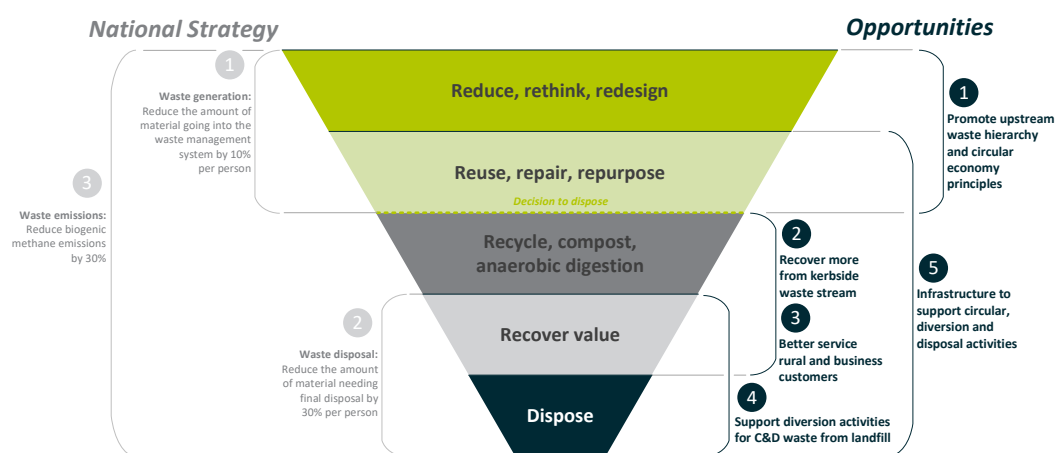 National Strategy
Opportunities
1
Waste generation:
Reduce the amount of
material going into the
waste management
system by 10%
per person
3
Waste emissions:
Reduce biogenic
methane emissions
by 30%
2
Waste disposal:
Reduce the amount
of material needing
final disposal by
30% per person
Reduce, rethink, redesign
Reuse, repair, repurpose
Decision to dispose
Recycle, compost,
anaerobic digestion
Recover value
Dispose
1
Promote upstream
waste hierarchy
and circular
economy
principles
2
Recover more
from kerbside
waste stream
3
Better service
rural and business
customers
4
Support diversion activities
for C&D waste from landfill
5
Infrastructure to
support circular,
diversion and
disposal activities